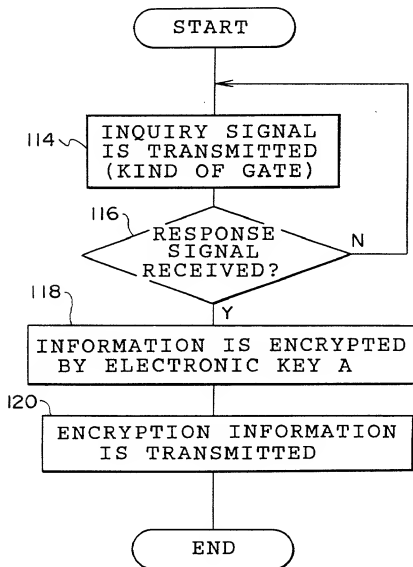 START
114
INQUIRY SIGNAL
IS TRANSMITTED
(KIND OF GATE)
116
RESPONSE
SIGNAL
RECEIVED?
N
Y
118
INFORMATION IS ENCRYPTED
BY ELECTRONIC KEY A
120
ENCRYPTION INFORMATION
IS TRANSMITTED
END